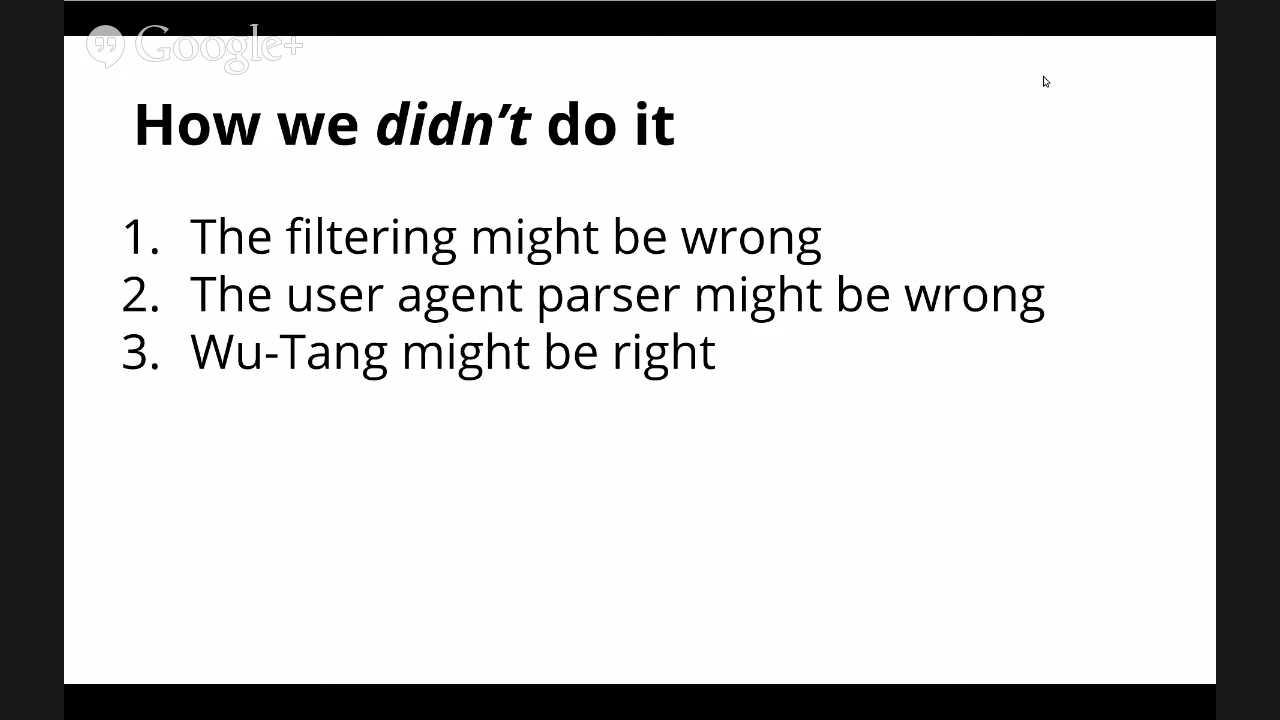 Google+
How we didn’t do it
1. The filtering might be wrong
2. The user agent parser might be wrong
3. Wu-Tang might be right